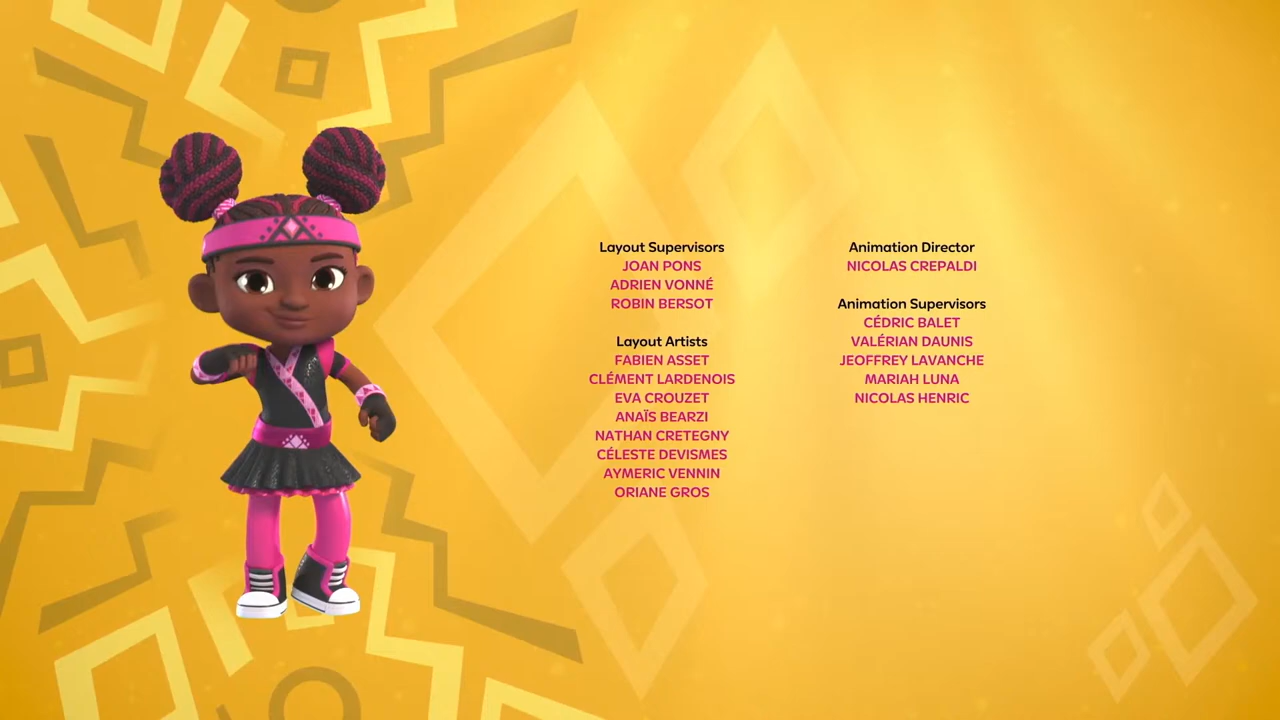 Layout Supervisors
JOAN PONS
ADRIEN VONNÉ
ROBIN BERSOT
Layout Artists
FABIEN ASSET
CLÉMENT LARDENOIS
EVA CROUZET
ANAÏS BEARZI
NATHAN CRETEGNY
CÉLESTE DEVISMES
AYMERIC VENNIN
ORIANE GROS
Animation Director
NICOLAS CREPALDI
Animation Supervisors
CÉDRIC BALET
VALÉRIAN DAUNIS
JEOFFREY LAVANCHE
MARIAH LUNA
NICOLAS HENRIC